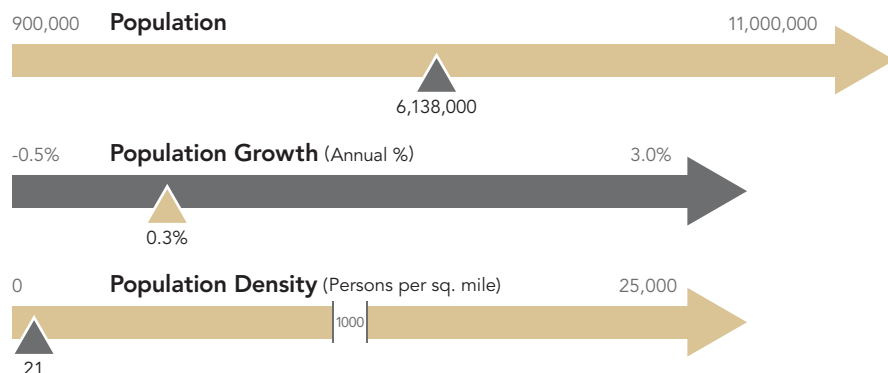 900,000 Population 11,000,000
6,138,000
-0.5% Population Growth (Annual %) 3.0%
0.3%
0 Population Density (Persons per sq. mile) 25,000
1000
21